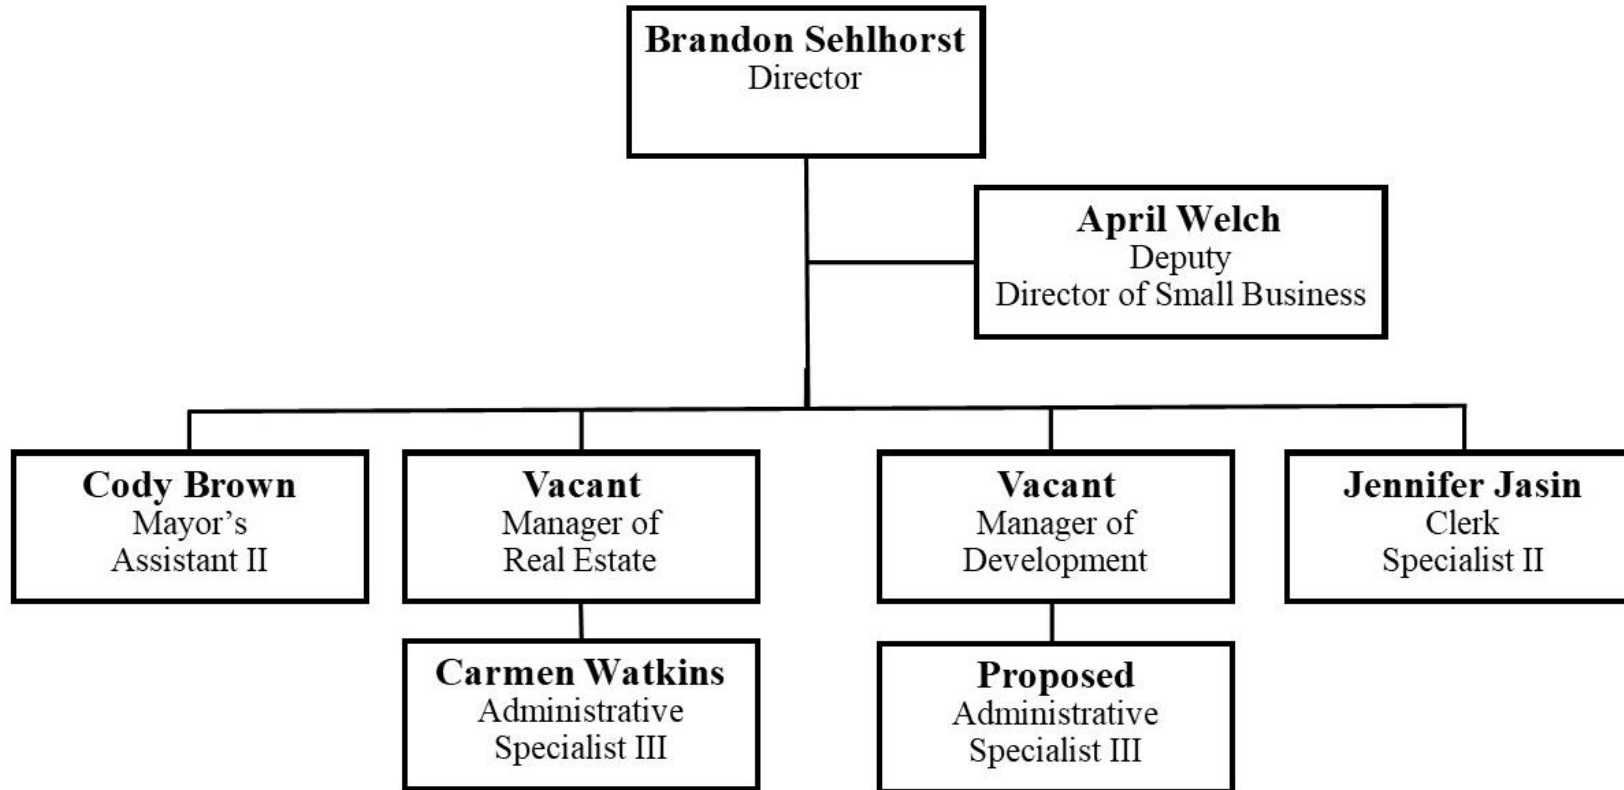 Brandon Sehlhorst
Director
April Welch
Deputy
Director of Small Business
Cody Brown
Mayor’s
Assistant II
Vacant
Manager of
Real Estate
Vacant
Manager of
Development
Jennifer Jasin
Clerk
Specialist II
Carmen Watkins
Administrative
Specialist III
Proposed
Administrative
Specialist III